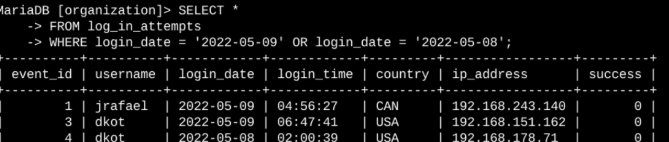 MariaDB [organization]> SELECT *
    -> FROM log_in_attempts
    -> WHERE login_date = '2022-05-09' OR login_date = '2022-05-08';
+----------+----------+------------+------------+---------+-----------------+---------+
| event_id | username | login_date | login_time | country | ip_address      | success |
+----------+----------+------------+------------+---------+-----------------+---------+
|        1 | jrafael  | 2022-05-09 | 04:56:27   | CAN     | 192.168.243.140 |       0 |
|        3 | dkot     | 2022-05-09 | 06:47:41   | USA     | 192.168.151.162 |       0 |
|        4 | dkot     | 2022-05-08 | 02:00:39   | USA     | 192.168.178.71  |       0 |